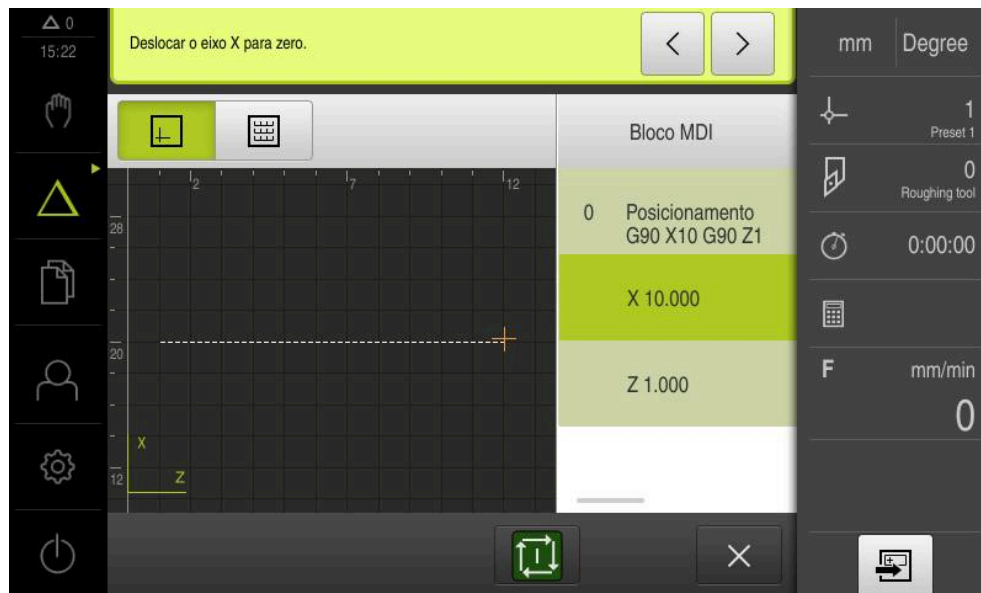 0
15:22
Deslocar o eixo X para zero.
<
>
mm
Degree
Bloco MDI
1
Preset 1
2
7
12
0
Roughing tool
28
0
Posicionamento
G90 X10 G90 Z1
0:00:00
X 10.000
20
F
mm/min
0
Z 1.000
X
12
Z
I